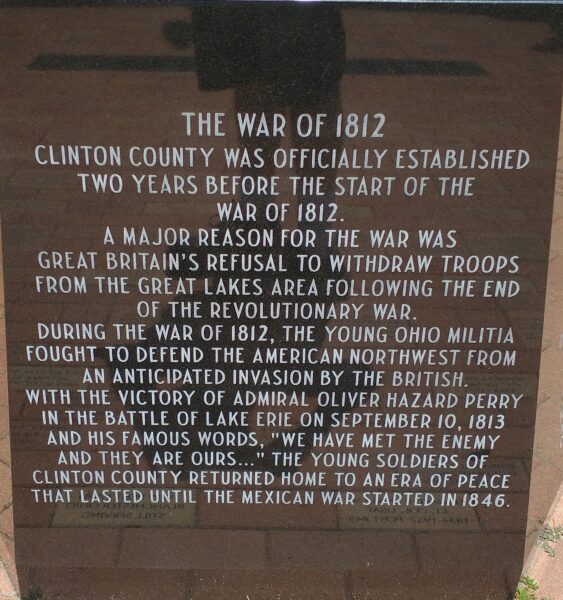 THE WAR OF 1812
CLINTON COUNTY WAS OFFICIALLY ESTABLISHED
TWO YEARS BEFORE THE START OF THE
WAR OF 1812.
A MAJOR REASON FOR THE WAR WAS
GREAT BRITAIN'S REFUSAL TO WITHDRAW TROOPS
FROM THE GREAT LAKES AREA FOLLOWING THE END
OF THE REVOLUTIONARY WAR.
DURING THE WAR OF 1812, THE YOUNG OHIO MILITIA
FOUGHT TO DEFEND THE AMERICAN NORTHWEST FROM
AN ANTICIPATED INVASION BY THE BRITISH.
WITH THE VICTORY OF ADMIRAL OLIVER HAZARD PERRY
IN THE BATTLE OF LAKE ERIE ON SEPTEMBER 10, 1813
AND HIS FAMOUS WORDS, "WE HAVE MET THE ENEMY
AND THEY ARE OURS..." THE YOUNG SOLDIERS OF
CLINTON COUNTY RETURNED HOME TO AN ERA OF PEACE
THAT LASTED UNTIL THE MEXICAN WAR STARTED IN 1846.